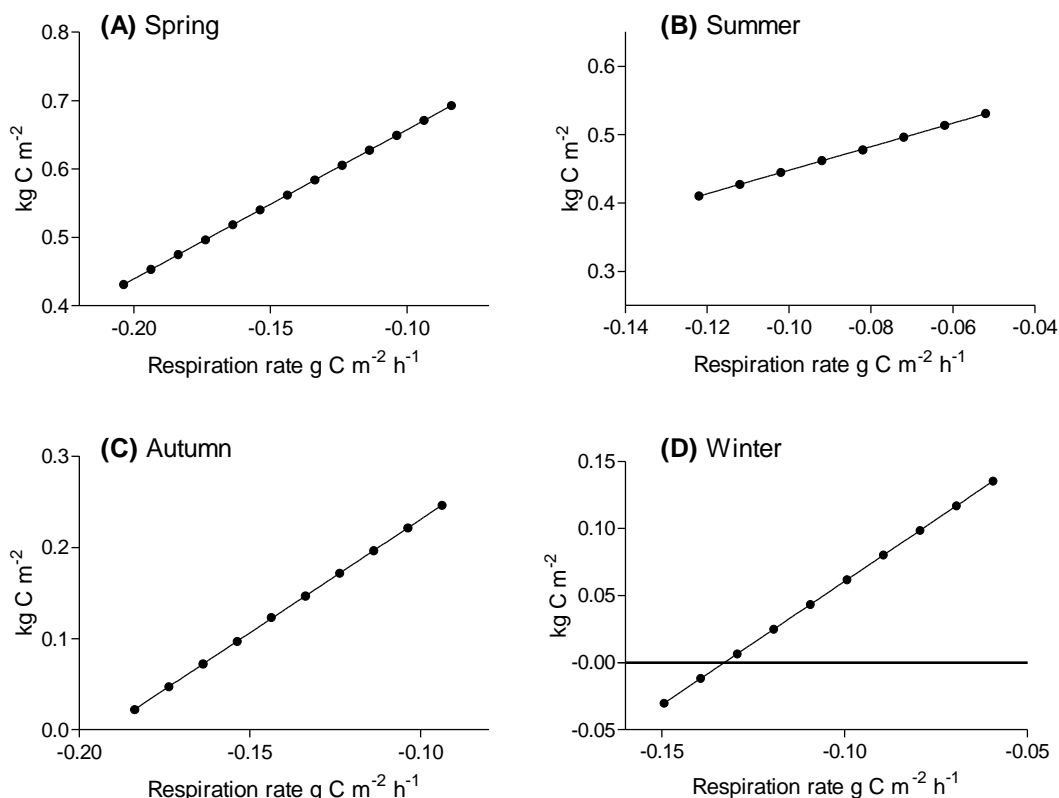 (A) Spring
0.8
0.7
0.6
0.5
0.4
kg C m⁻²
-0.20 -0.15 -0.10
Respiration rate g C m⁻² h⁻¹
(B) Summer
0.6
0.5
0.4
0.3
kg C m⁻²
-0.14 -0.12 -0.10 -0.08 -0.06 -0.04
Respiration rate g C m⁻² h⁻¹
(C) Autumn
0.3
0.2
0.1
0.0
kg C m⁻²
-0.20 -0.15 -0.10
Respiration rate g C m⁻² h⁻¹
(D) Winter
0.15
0.10
0.05
-0.00
-0.05
kg C m⁻²
-0.15 -0.10 -0.05
Respiration rate g C m⁻² h⁻¹